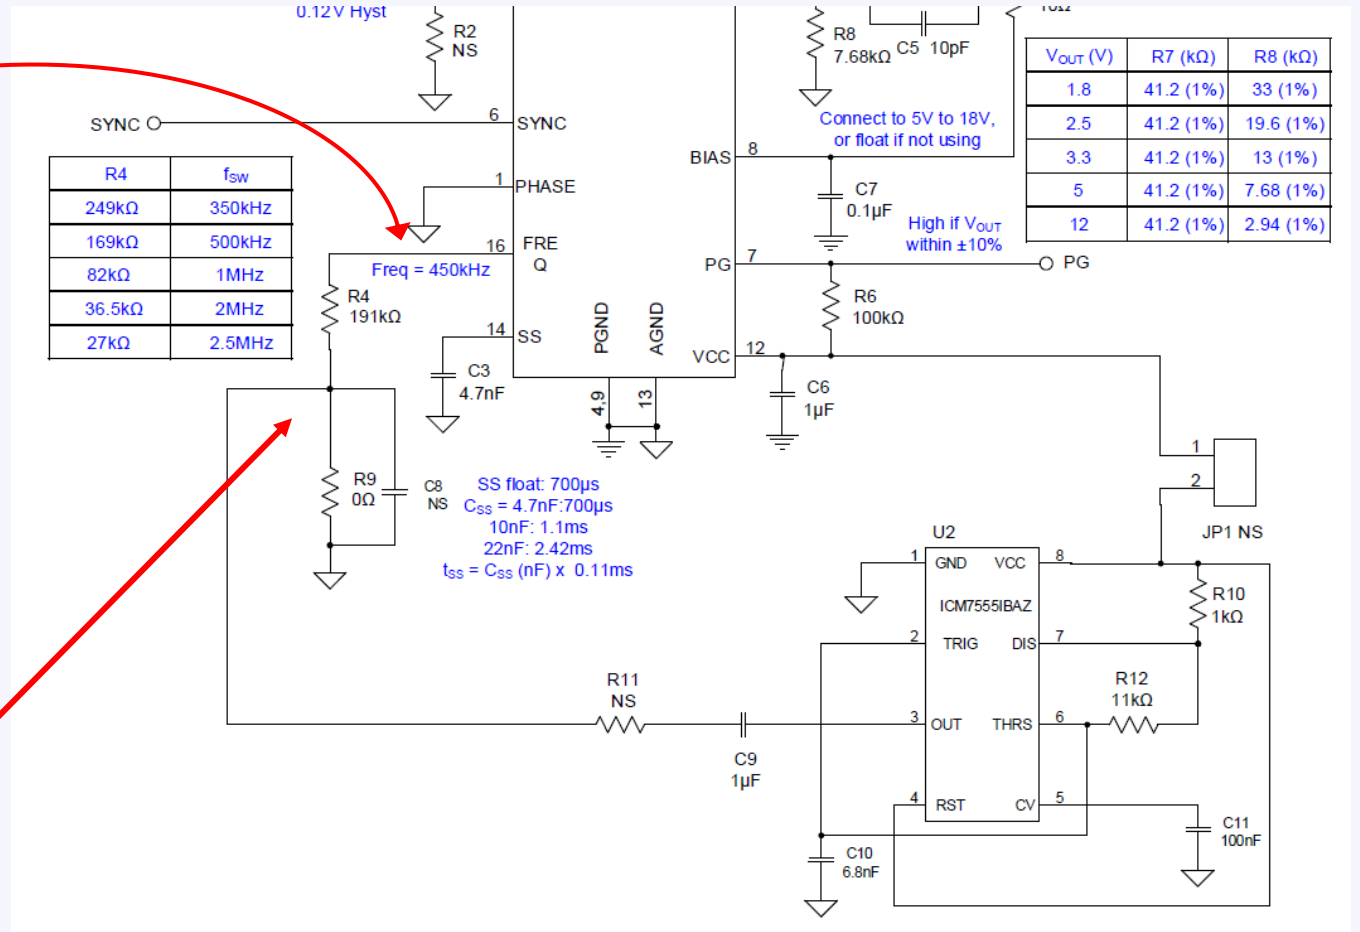 0.12V Hyst
R2
NS
R8
7.68kΩ
C5 10pF
V_OUT (V) R7 (kΩ) R8 (kΩ)
1.8 41.2 (1%) 33 (1%)
2.5 41.2 (1%) 19.6 (1%)
3.3 41.2 (1%) 13 (1%)
5 41.2 (1%) 7.68 (1%)
12 41.2 (1%) 2.94 (1%)
SYNC
6
SYNC
Connect to 5V to 18V,
or float if not using
BIAS
8
R4 f_SW
249kΩ 350kHz
169kΩ 500kHz
82kΩ 1MHz
36.5kΩ 2MHz
27kΩ 2.5MHz
1
PHASE
C7
0.1µF
High if V_OUT
within ±10%
16
FRE
Q
Freq = 450kHz
PG
7
PG
R4
191kΩ
R6
100kΩ
14
SS
PGND
AGND
VCC
12
C3
4.7nF
4,9
13
C6
1µF
1
2
JP1 NS
R9
0Ω
C8
NS
SS float: 700µs
C_SS = 4.7nF:700µs
10nF: 1.1ms
22nF: 2.42ms
t_SS = C_SS (nF) x 0.11ms
U2
1
GND
VCC
8
ICM7555IBAZ
R10
1kΩ
2
TRIG
DIS
7
R11
NS
R12
11kΩ
3
OUT
THRS
6
C9
1µF
4
RST
CV
5
C11
100nF
C10
6.8nF